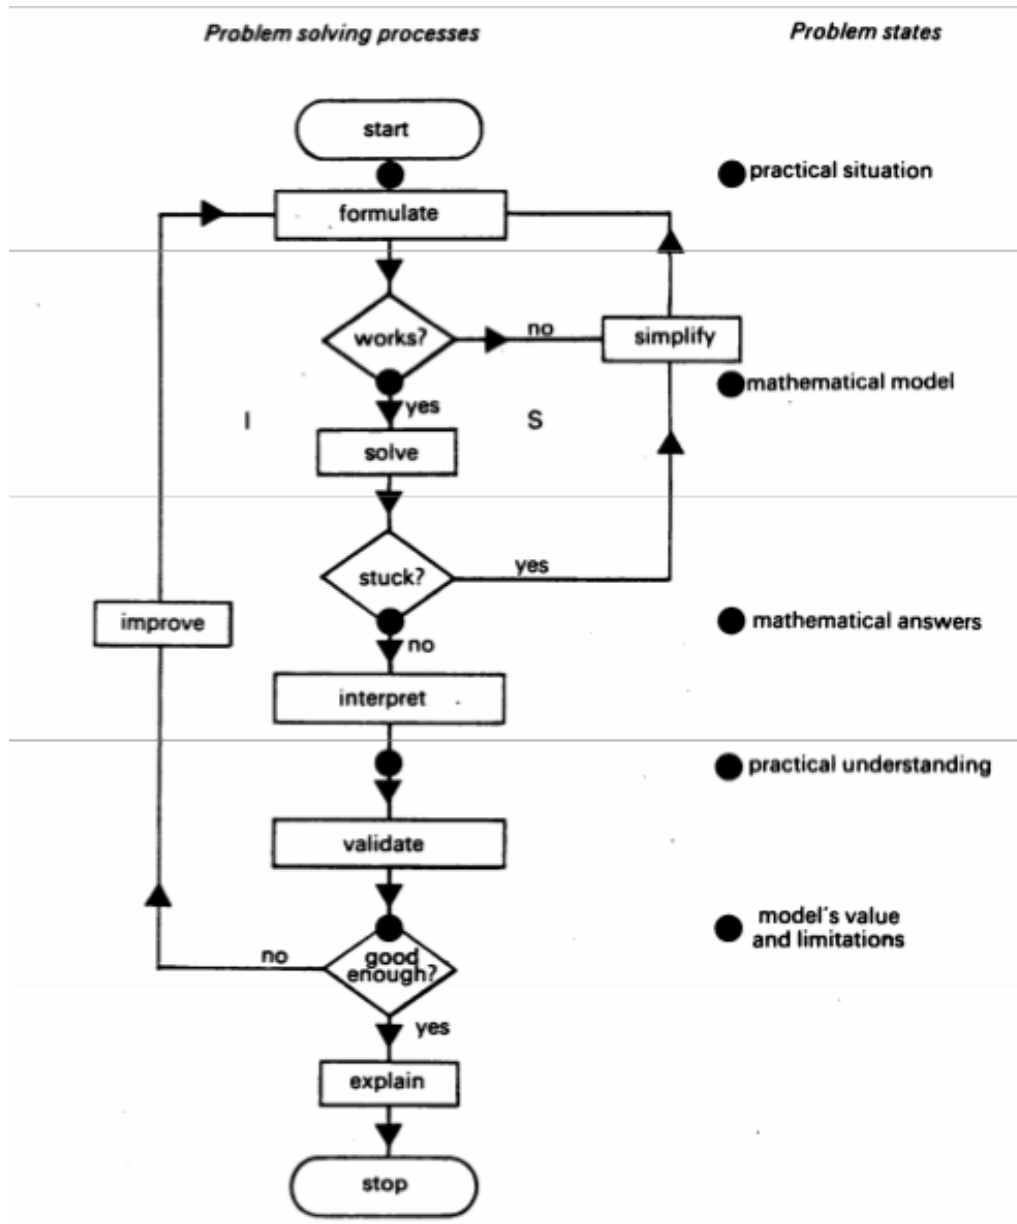 Problem solving processes
Problem states
start
practical situation
formulate
works?
no
simplify
mathematical model
yes
I
S
solve
stuck?
yes
improve
mathematical answers
no
interpret
practical understanding
validate
model's value
and limitations
no
good
enough?
yes
explain
stop